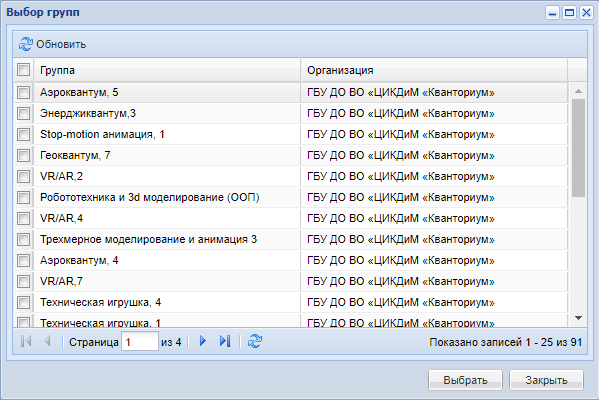 Выбор групп
Обновить
Группа Организация
Аэроквантум, 5 ГБУ ДО ВО «ЦИКДиМ «Кванториум»
Энерджиквантум,3 ГБУ ДО ВО «ЦИКДиМ «Кванториум»
Stop-motion анимация, 1 ГБУ ДО ВО «ЦИКДиМ «Кванториум»
Геоквантум, 7 ГБУ ДО ВО «ЦИКДиМ «Кванториум»
VR/AR,2 ГБУ ДО ВО «ЦИКДиМ «Кванториум»
Робототехника и 3d моделирование (ООП) ГБУ ДО ВО «ЦИКДиМ «Кванториум»
VR/AR,4 ГБУ ДО ВО «ЦИКДиМ «Кванториум»
Трехмерное моделирование и анимация 3 ГБУ ДО ВО «ЦИКДиМ «Кванториум»
Аэроквантум, 4 ГБУ ДО ВО «ЦИКДиМ «Кванториум»
VR/AR,7 ГБУ ДО ВО «ЦИКДиМ «Кванториум»
Техническая игрушка, 4 ГБУ ДО ВО «ЦИКДиМ «Кванториум»
Техническая игрушка, 1 ГБУ ДО ВО «ЦИКДиМ «Кванториум»
Страница 1 из 4 Показано записей 1 - 25 из 91
Выбрать Закрыть